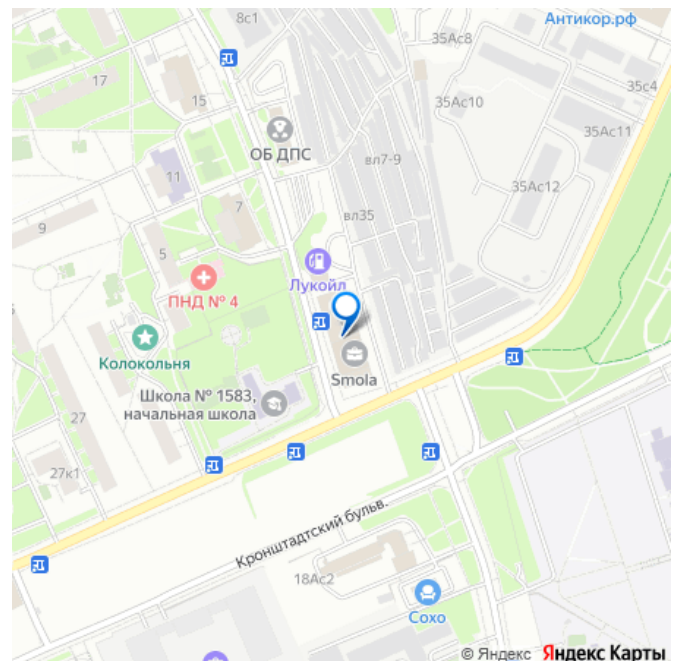 8с1
Антикор.рф
35Ас8
17
35с4
15
35Ас10
ОБ ДПС
35Ас11
вл7-9
11
35Ас12
7
вл35
9
5
Лукойл
ПНД № 4
Колокольня
Smola
Школа № 1583,
начальная школа
27
27к1
Кронштадтский бульв.
18Ас2
Сохо
© Яндекс Яндекс Карты